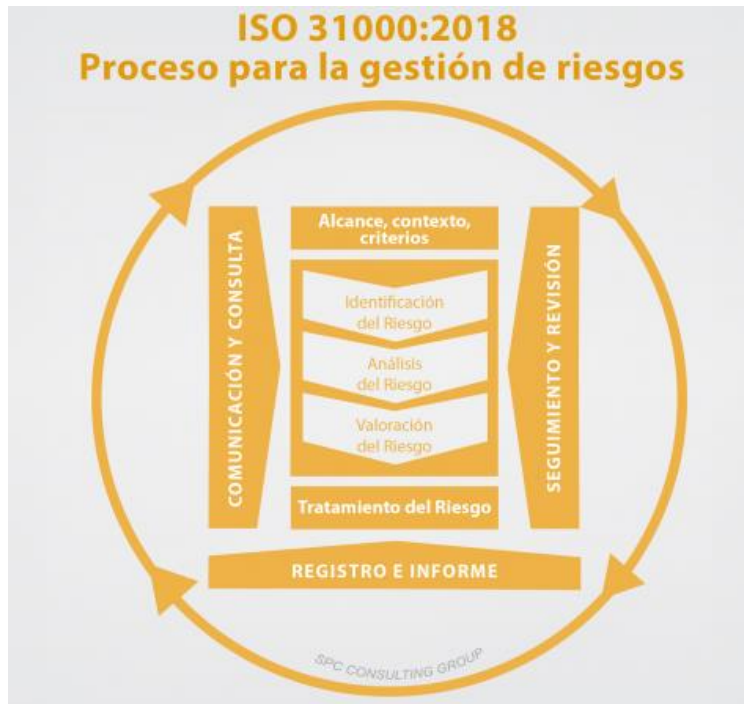 ISO 31000:2018
Proceso para la gestión de riesgos
Alcance, contexto,
criterios
COMUNICACIÓN Y CONSULTA
Identificación
del Riesgo
Análisis
del Riesgo
Valoración
del Riesgo
SEGUIMIENTO Y REVISIÓN
Tratamiento del Riesgo
REGISTRO E INFORME
SPC CONSULTING GROUP